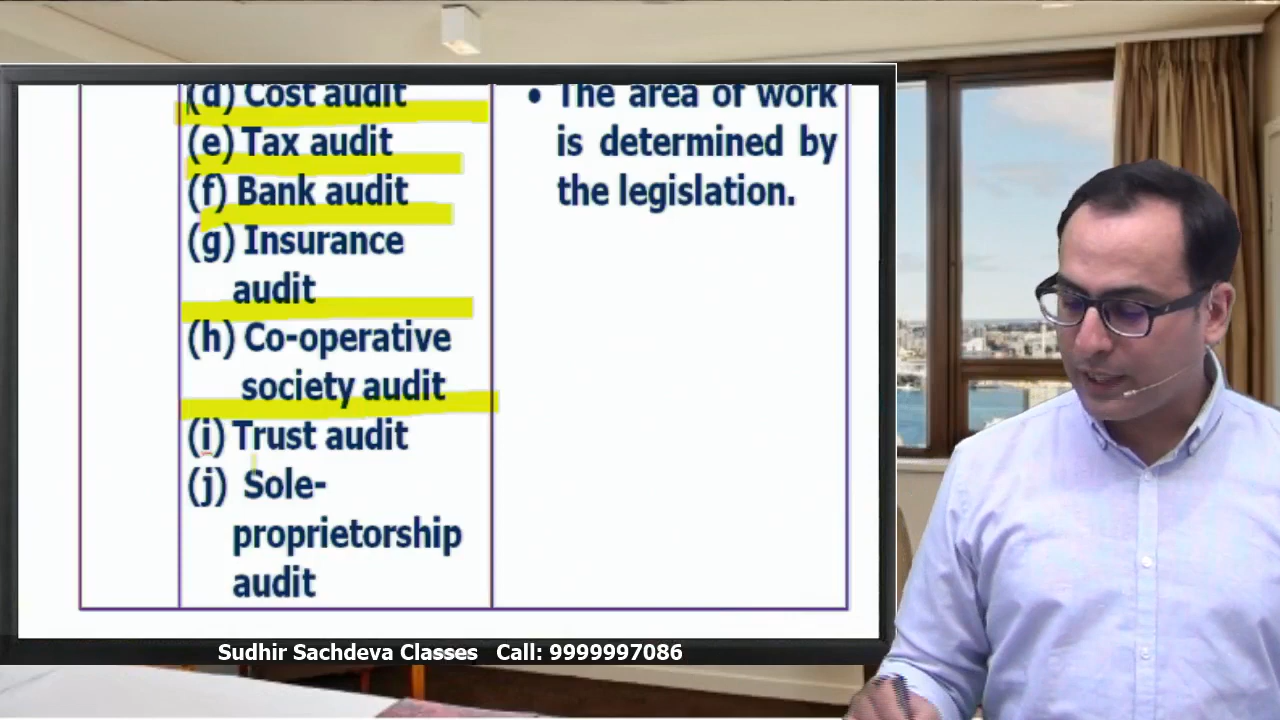 (d) Cost audit
(e) Tax audit
(f) Bank audit
(g) Insurance
audit
(h) Co-operative
society audit
(i) Trust audit
(j) Sole-
proprietorship
audit
• The area of work
is determined by
the legislation.
Sudhir Sachdeva Classes Call: 9999997086